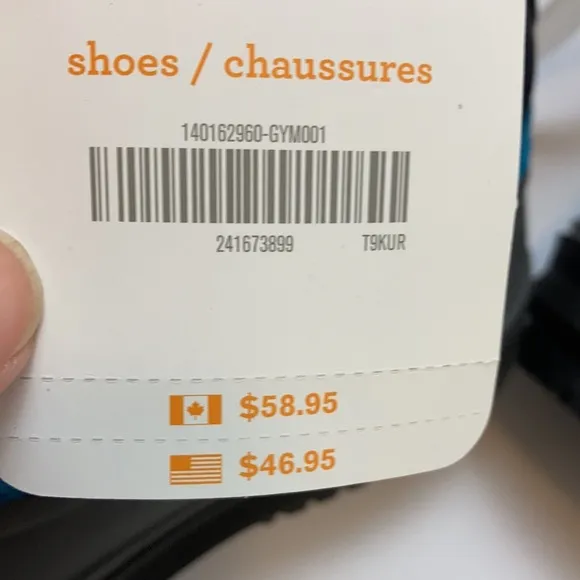 shoes / chaussures
140162960-GYM001
241673899 T9KUR
$58.95
$46.95